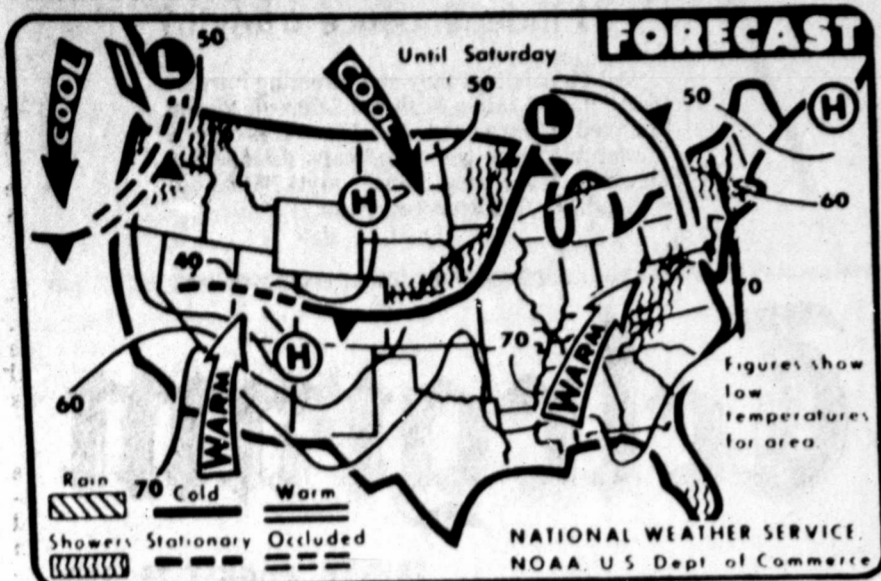 FORECAST
Until Saturday
COOL
L
50
COOL
50
L
50
H
H
60
49
H
70
70
60
WARM
WARM
Figures show
low
temperatures
for area.
70
Rain
Cold
Warm
Showers
Stationary
Occluded
NATIONAL WEATHER SERVICE,
NOAA, U S Dept of Commerce